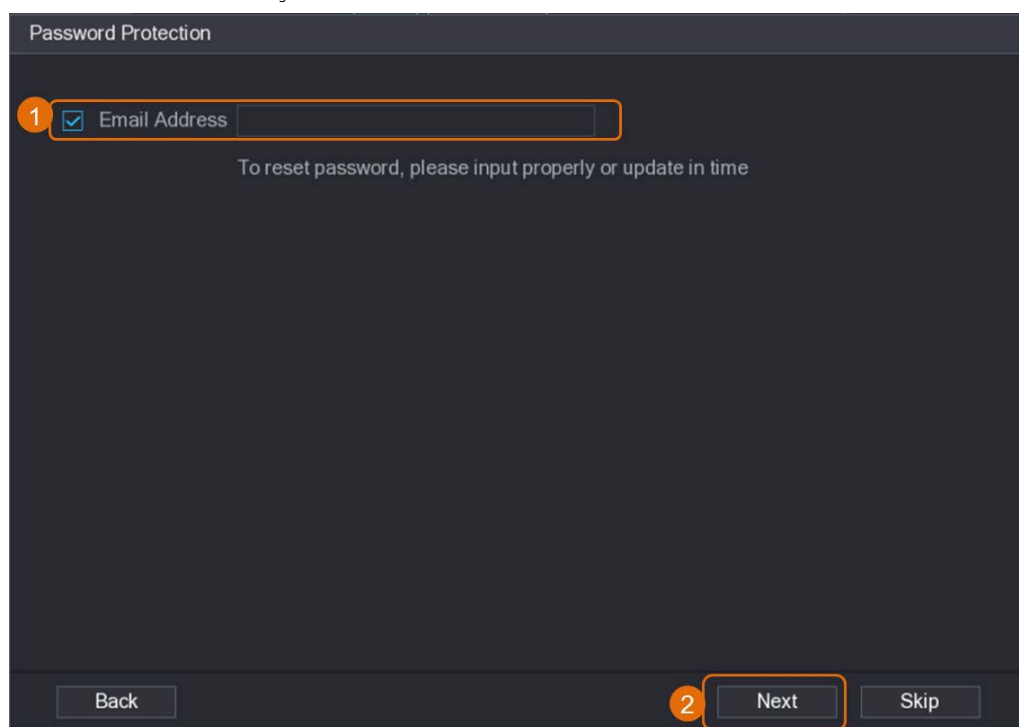 Password Protection
1
Email Address
To reset password, please input properly or update in time
Back
2
Next
Skip